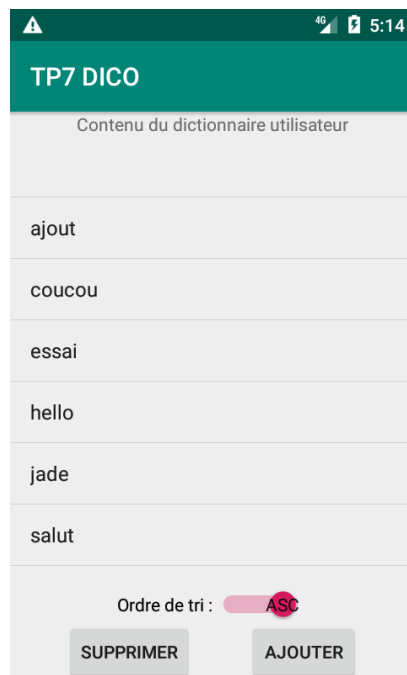 4G 5:14
TP7 DICO
Contenu du dictionnaire utilisateur
ajout
coucou
essai
hello
jade
salut
Ordre de tri : ASC
SUPPRIMER AJOUTER